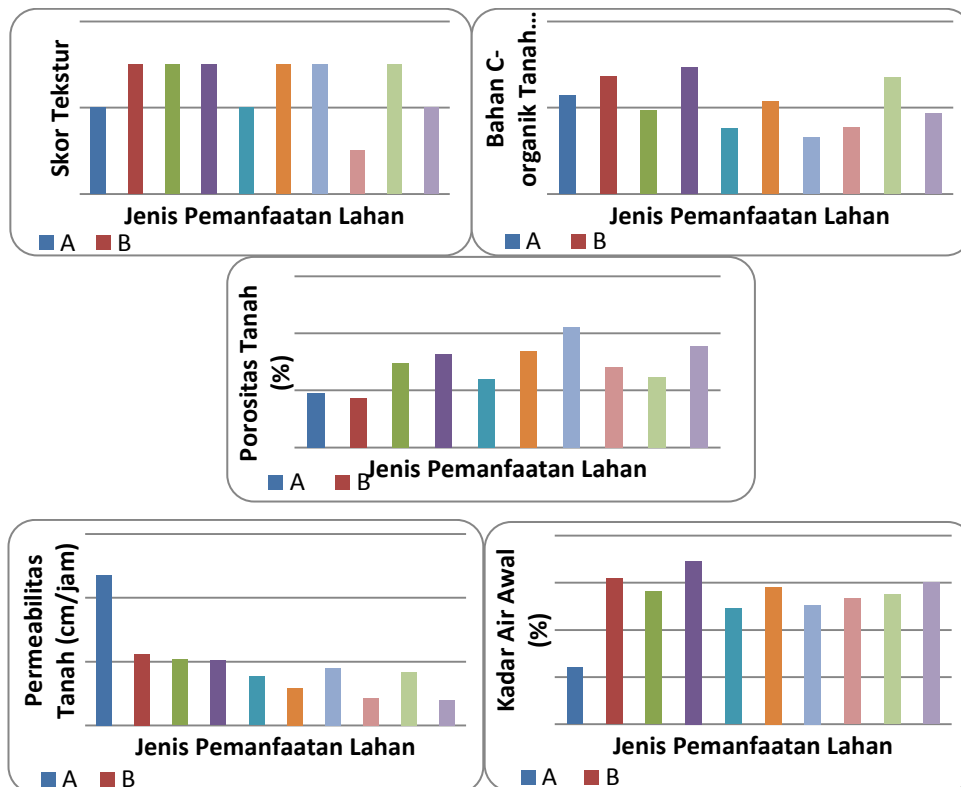 Skor Tekstur
Jenis Pemanfaatan Lahan
A B
Bahan C-
organik Tanah...
Jenis Pemanfaatan Lahan
A B
Porositas Tanah
(%)
Jenis Pemanfaatan Lahan
A B
Permeabilitas
Tanah (cm/jam)
Jenis Pemanfaatan Lahan
A B
Kadar Air Awal
(%)
Jenis Pemanfaatan Lahan
A B